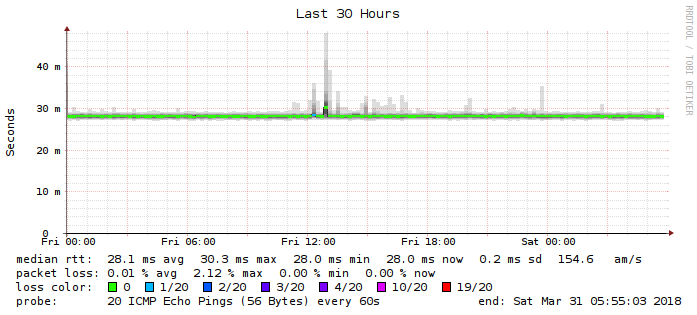 Last 30 Hours
RRDTOOL / TOBI OETIKER
Seconds
40 m
30 m
20 m
10 m
0
Fri 00:00 Fri 06:00 Fri 12:00 Fri 18:00 Sat 00:00
median rtt: 28.1 ms avg 30.3 ms max 28.0 ms min 28.0 ms now 0.2 ms sd 154.6 am/s
packet loss: 0.01 % avg 2.12 % max 0.00 % min 0.00 % now
loss color: 0 1/20 2/20 3/20 4/20 10/20 19/20
probe: 20 ICMP Echo Pings (56 Bytes) every 60s end: Sat Mar 31 05:55:03 2018